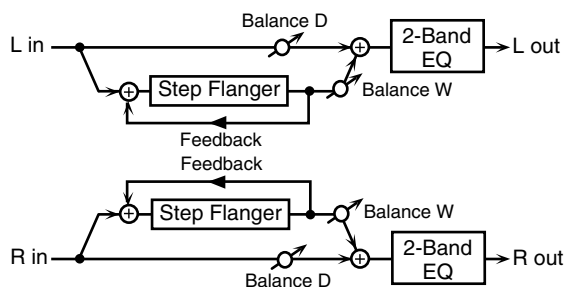 Balance D
L in
2-Band
EQ
L out
Step Flanger
Balance W
Feedback
Feedback
Step Flanger
Balance W
R in
2-Band
EQ
R out
Balance D